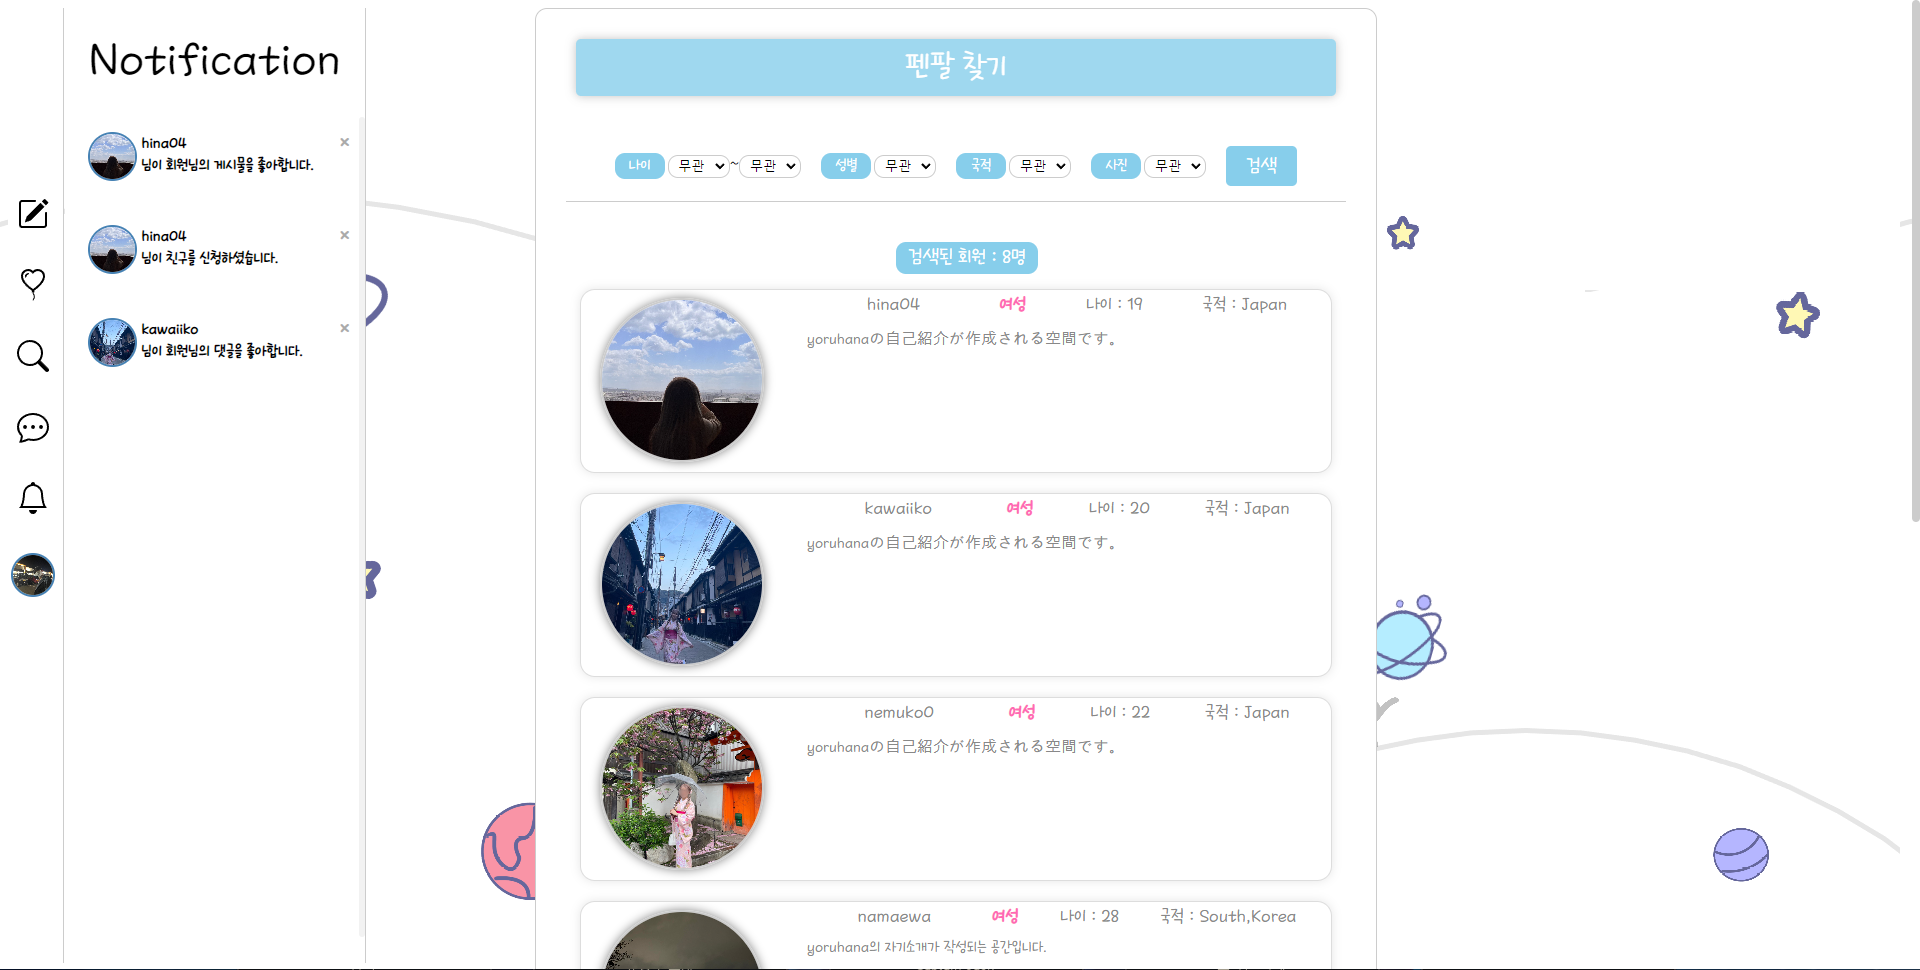 Notification
hina04
님이 회원님의 게시물을 좋아합니다.
hina04
님이 친구를 신청하셨습니다.
kawaiiko
님이 회원님의 댓글을 좋아합니다.
펜팔 찾기
나이 무관 ~ 무관 성별 무관 국적 무관 사진 무관 검색
검색된 회원 : 8명
hina04 여성 나이 : 19 국적 : Japan
yoruhanaの自己紹介が作成される空間です。
kawaiiko 여성 나이 : 20 국적 : Japan
yoruhanaの自己紹介が作成される空間です。
nemuko0 여성 나이 : 22 국적 : Japan
yoruhanaの自己紹介が作成される空間です。
namaewa 여성 나이 : 28 국적 : South,Korea
yoruhana의 자기소개가 작성되는 공간입니다.